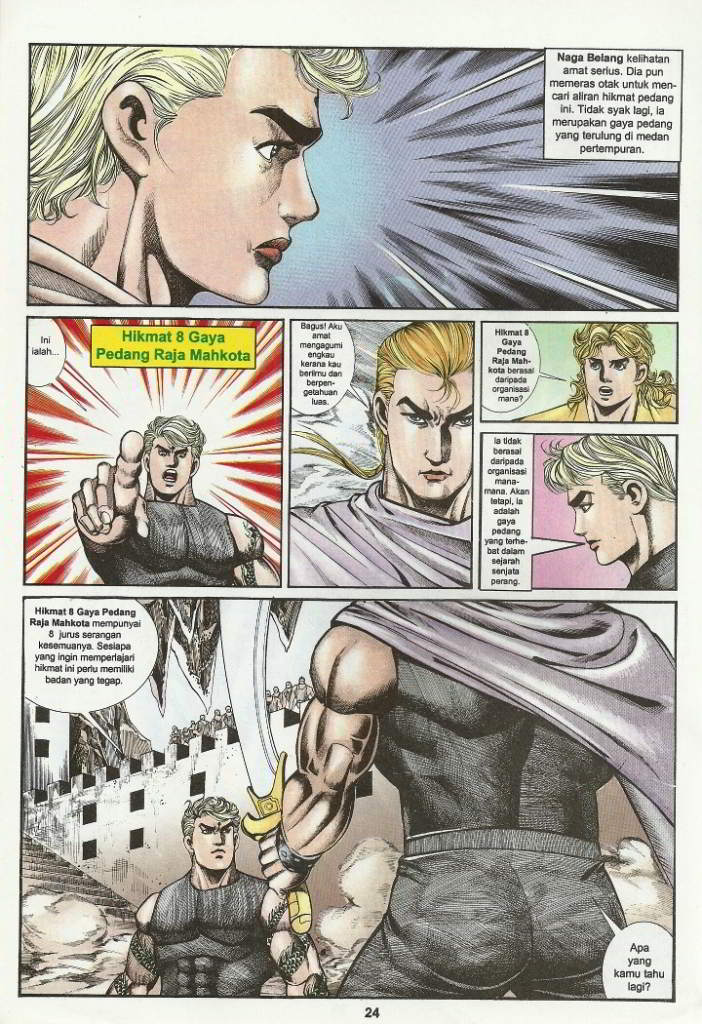 Naga Belang kelihatan
amat serius. Dia pun
memeras otak untuk men-
cari aliran hikmat pedang
ini. Tidak syak lagi, ia
merupakan gaya pedang
yang terulung di medan
pertempuran.
Ini
ialah...
Hikmat 8 Gaya
Pedang Raja Mahkota
Bagus! Aku
amat
mengagumi
engkau
kerana kau
berilmu dan
berpen-
getahuan
luas.
Hikmat 8
Gaya
Pedang
Raja Mah-
kota berasal
daripada
organisasi
mana?
Ia tidak
berasal
daripada
organisasi
mana-
mana. Akan
tetapi, ia
adalah
gaya
pedang
yang terhe-
bat dalam
sejarah
senjata
perang.
Hikmat 8 Gaya Pedang
Raja Mahkota mempunyai
8 jurus serangan
kesemuanya. Sesiapa
yang ingin memperlajari
hikmat ini perlu memiliki
badan yang tegap.
Apa
yang
kamu tahu
lagi?
24